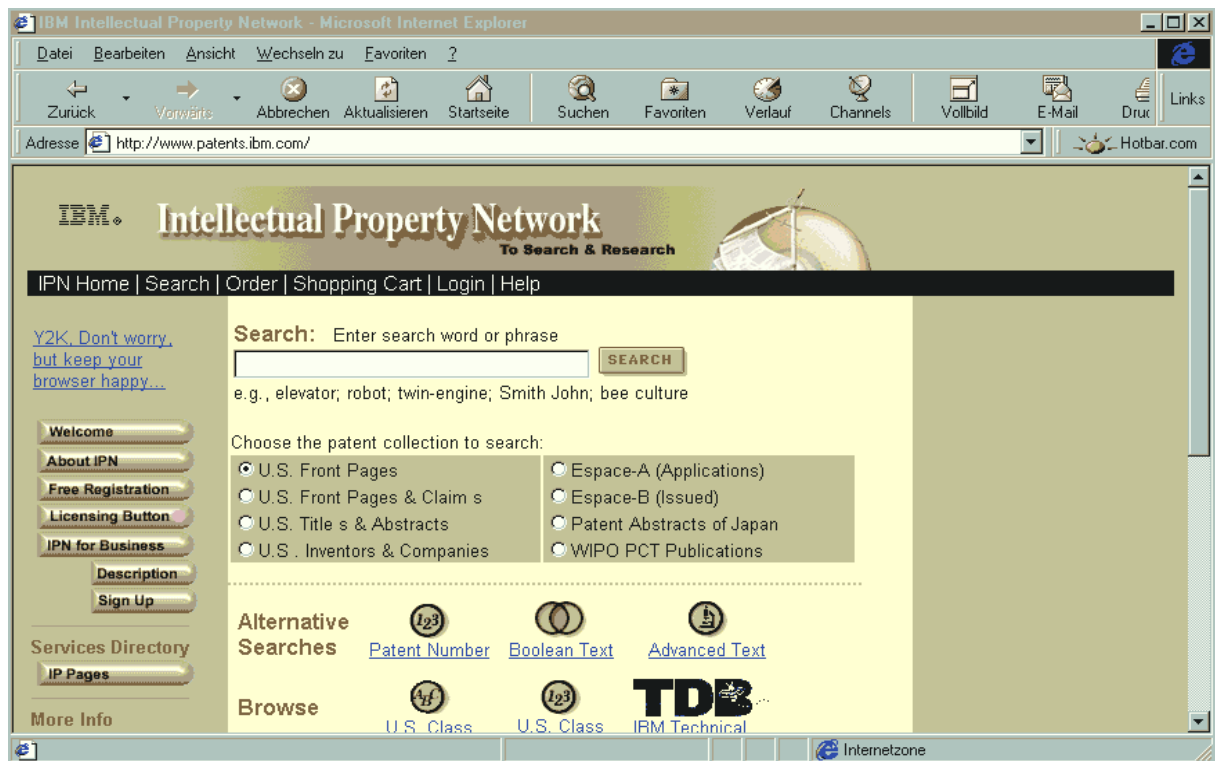 IBM Intellectual Property Network - Microsoft Internet Explorer
Datei Bearbeiten Ansicht Wechseln zu Favoriten ?
Zurück Vorwärts Abbrechen Aktualisieren Startseite Suchen Favoriten Verlauf Channels Vollbild E-Mail Druc Links
Adresse http://www.patents.ibm.com/ Hotbar.com
IBM Intellectual Property Network
To Search & Research
IPN Home | Search | Order | Shopping Cart | Login | Help
Y2K, Don't worry,
but keep your
browser happy...
Welcome
About IPN
Free Registration
Licensing Button
IPN for Business
Description
Sign Up
Services Directory
IP Pages
More Info
Search: Enter search word or phrase
SEARCH
e.g., elevator; robot; twin-engine; Smith John; bee culture
Choose the patent collection to search:
U.S. Front Pages
U.S. Front Pages & Claim s
U.S. Title s & Abstracts
U.S . Inventors & Companies
Espace-A (Applications)
Espace-B (Issued)
Patent Abstracts of Japan
WIPO PCT Publications
Alternative
Searches
123
Patent Number
Boolean Text
Advanced Text
Browse
ABC
U.S. Class
123
U.S. Class
TDB
IBM Technical
Internetzone